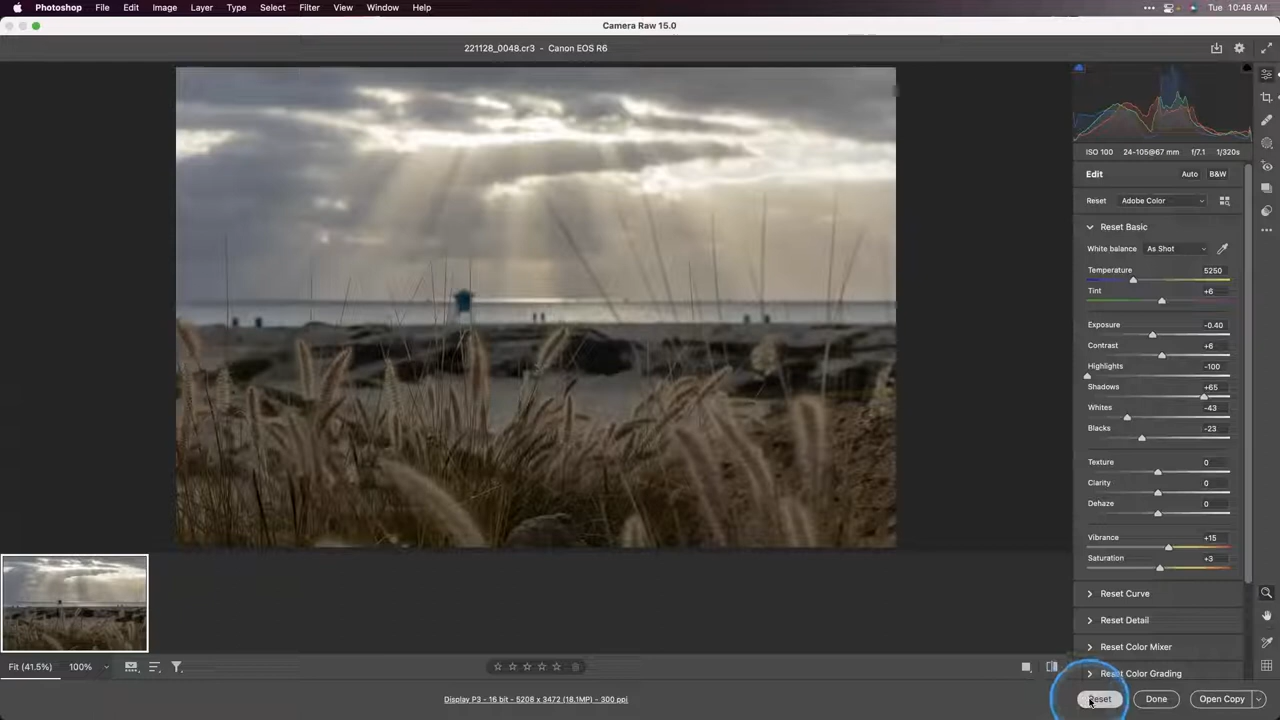 Photoshop File Edit Image Layer Type Select Filter View Window Help Tue 10:48 AM
Camera Raw 15.0
221128_0048.cr3 - Canon EOS R6
ISO 100 24-105@67 mm f/7.1 1/320s
Edit Auto B&W
Reset Adobe Color
Reset Basic
White balance As Shot
Temperature 5250
Tint +6
Exposure -0.40
Contrast +6
Highlights -100
Shadows +65
Whites -43
Blacks -23
Texture 0
Clarity 0
Dehaze 0
Vibrance +15
Saturation +3
Reset Curve
Reset Detail
Reset Color Mixer
Fit (41.5%) 100%
Reset Color Grading
Display P3 - 16 bit - 5208 x 3472 (18.1MP) - 300 ppi
Reset Done Open Copy